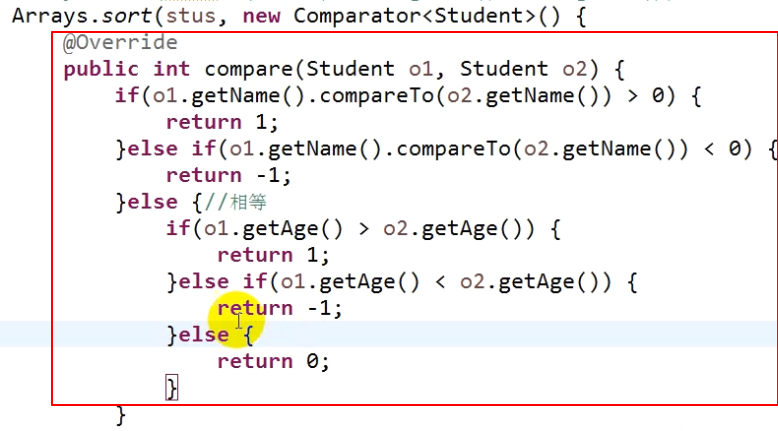 Arrays.sort(stus, new Comparator<Student>() {
@Override
public int compare(Student o1, Student o2) {
if(o1.getName().compareTo(o2.getName()) > 0) {
return 1;
}else if(o1.getName().compareTo(o2.getName()) < 0) {
return -1;
}else {//相等
if(o1.getAge() > o2.getAge()) {
return 1;
}else if(o1.getAge() < o2.getAge()) {
return -1;
}else {
return 0;
}
}